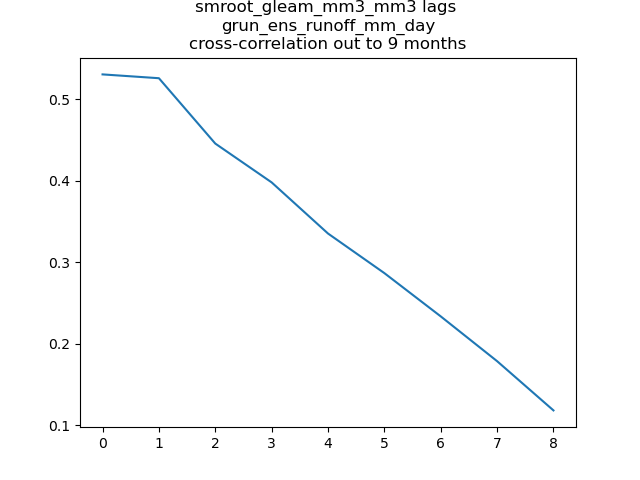 smroot_gleam_mm3_mm3 lags
grun_ens_runoff_mm_day
cross-correlation out to 9 months
0.5
0.4
0.3
0.2
0.1
0 1 2 3 4 5 6 7 8